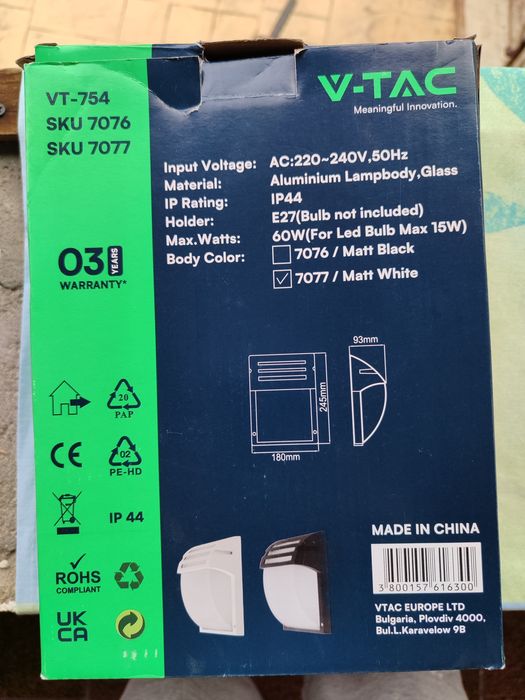 V-TAC
Meaningful Innovation.
VT-754
SKU 7076
SKU 7077
Input Voltage: AC:220~240V,50Hz
Material: Aluminium Lampbody,Glass
IP Rating: IP44
Holder: E27(Bulb not included)
Max.Watts: 60W(For Led Bulb Max 15W)
Body Color: 7076 / Matt Black
7077 / Matt White
03 YEARS
WARRANTY*
93mm
245mm
180mm
20
PAP
CE
02
PE-HD
IP 44
ROHS
COMPLIANT
UK
CA
MADE IN CHINA
3 800157 616300
VTAC EUROPE LTD
Bulgaria, Plovdiv 4000,
Bul.L.Karavelow 9B